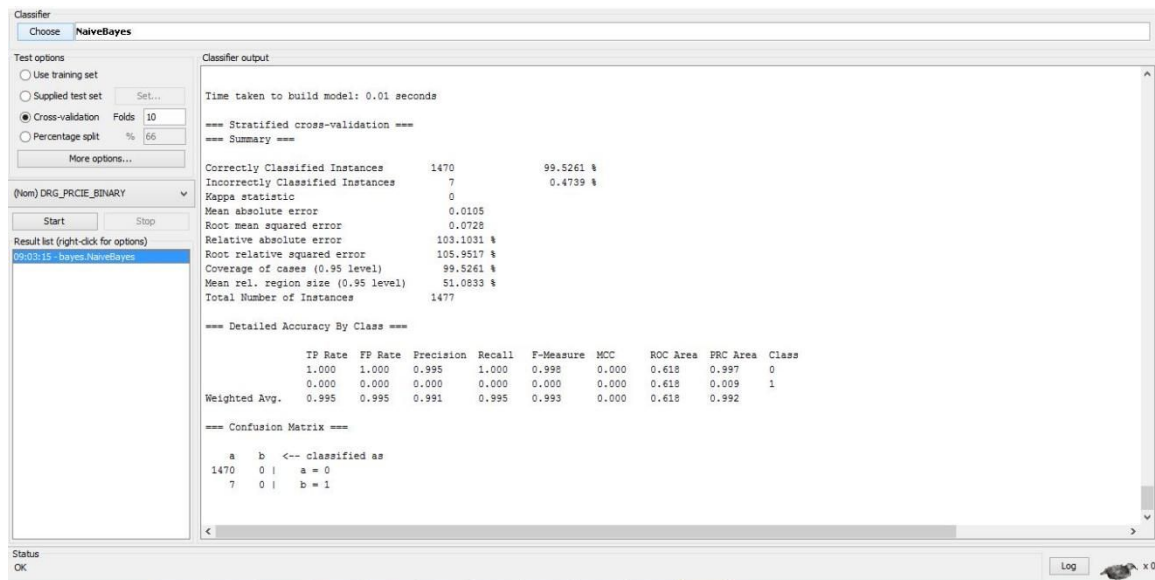 Classifier
Choose NaiveBayes
Test options
Use training set
Supplied test set Set...
Cross-validation Folds 10
Percentage split % 66
More options...
(Nom) DRG_PRCIE_BINARY
Start Stop
Result list (right-click for options)
09:03:15 - bayes.NaiveBayes
Classifier output
Time taken to build model: 0.01 seconds
=== Stratified cross-validation ===
=== Summary ===
Correctly Classified Instances 1470 99.5261 %
Incorrectly Classified Instances 7 0.4739 %
Kappa statistic 0
Mean absolute error 0.0105
Root mean squared error 0.0728
Relative absolute error 103.1031 %
Root relative squared error 105.9517 %
Coverage of cases (0.95 level) 99.5261 %
Mean rel. region size (0.95 level) 51.0833 %
Total Number of Instances 1477
=== Detailed Accuracy By Class ===
TP Rate FP Rate Precision Recall F-Measure MCC ROC Area PRC Area Class
1.000 1.000 0.995 1.000 0.998 0.000 0.618 0.997 0
0.000 0.000 0.000 0.000 0.000 0.000 0.618 0.009 1
Weighted Avg. 0.995 0.995 0.991 0.995 0.993 0.000 0.618 0.992
=== Confusion Matrix ===
a b <-- classified as
1470 0 | a = 0
7 0 | b = 1
Status
OK
Log x 0